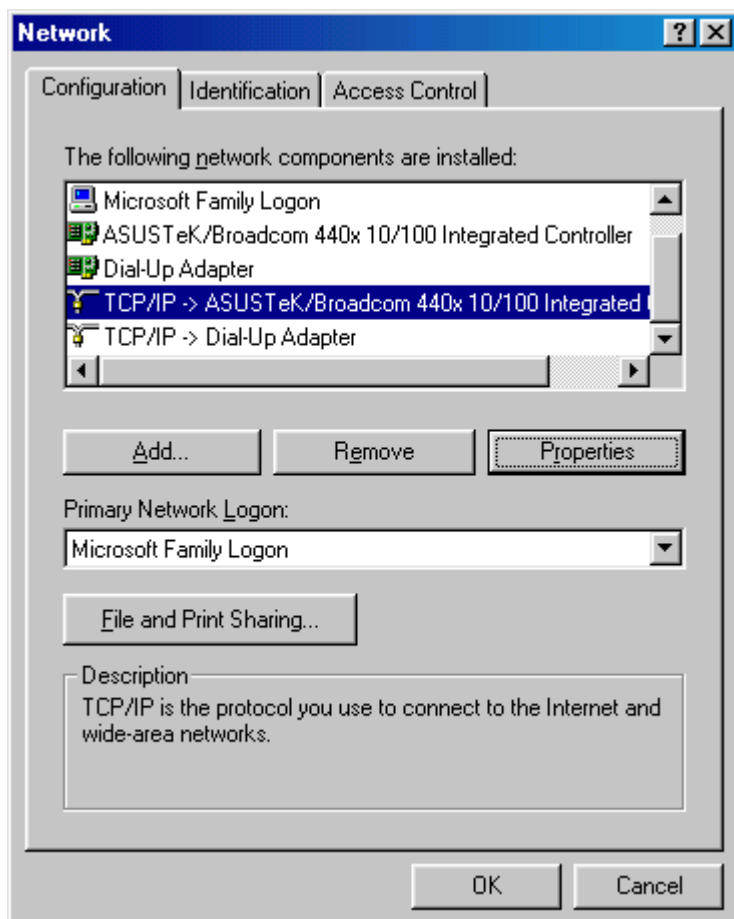 Network
Configuration Identification Access Control
The following network components are installed:
Microsoft Family Logon
ASUSTeK/Broadcom 440x 10/100 Integrated Controller
Dial-Up Adapter
TCP/IP -> ASUSTeK/Broadcom 440x 10/100 Integrated
TCP/IP -> Dial-Up Adapter
Add... Remove Properties
Primary Network Logon:
Microsoft Family Logon
File and Print Sharing...
Description
TCP/IP is the protocol you use to connect to the Internet and
wide-area networks.
OK Cancel